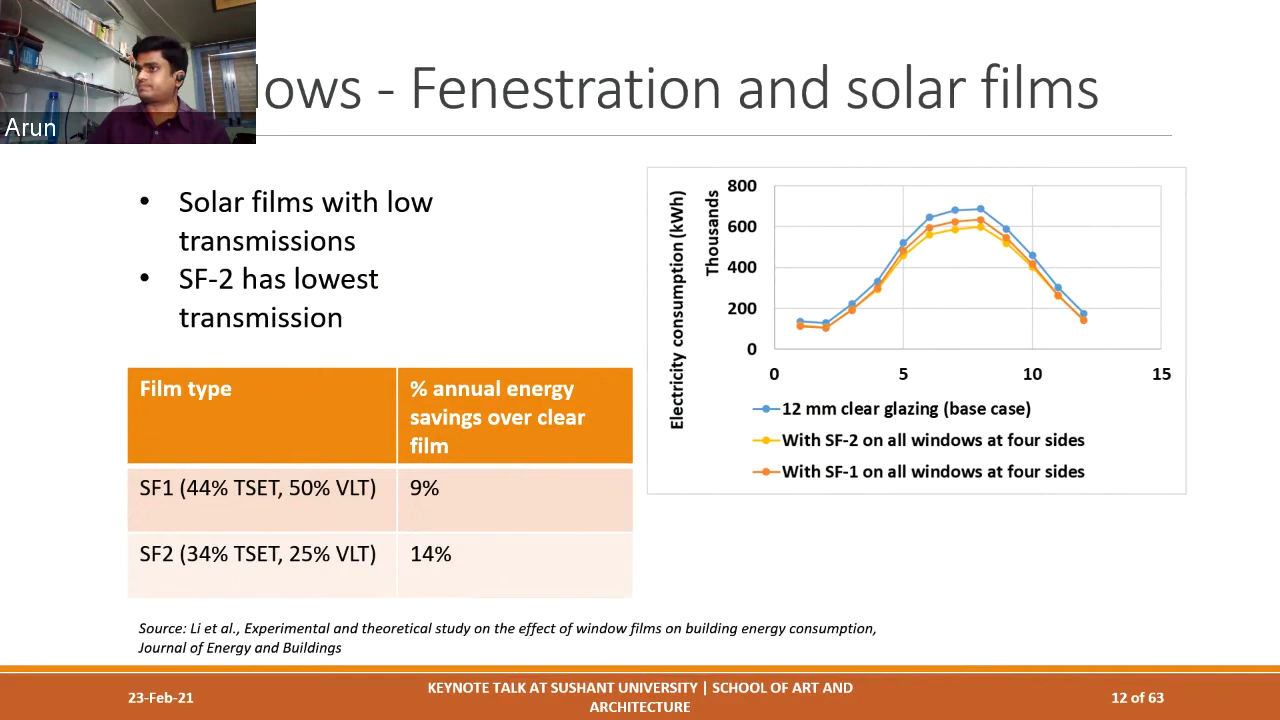 Arun
lows - Fenestration and solar films
• Solar films with low
transmissions
• SF-2 has lowest
transmission
Film type
% annual energy
savings over clear
film
SF1 (44% TSET, 50% VLT)
9%
SF2 (34% TSET, 25% VLT)
14%
Electricity consumption (kWh)
Thousands
800
600
400
200
0
0
5
10
15
12 mm clear glazing (base case)
With SF-2 on all windows at four sides
With SF-1 on all windows at four sides
Source: Li et al., Experimental and theoretical study on the effect of window films on building energy consumption,
Journal of Energy and Buildings
23-Feb-21
KEYNOTE TALK AT SUSHANT UNIVERSITY | SCHOOL OF ART AND
ARCHITECTURE
12 of 63